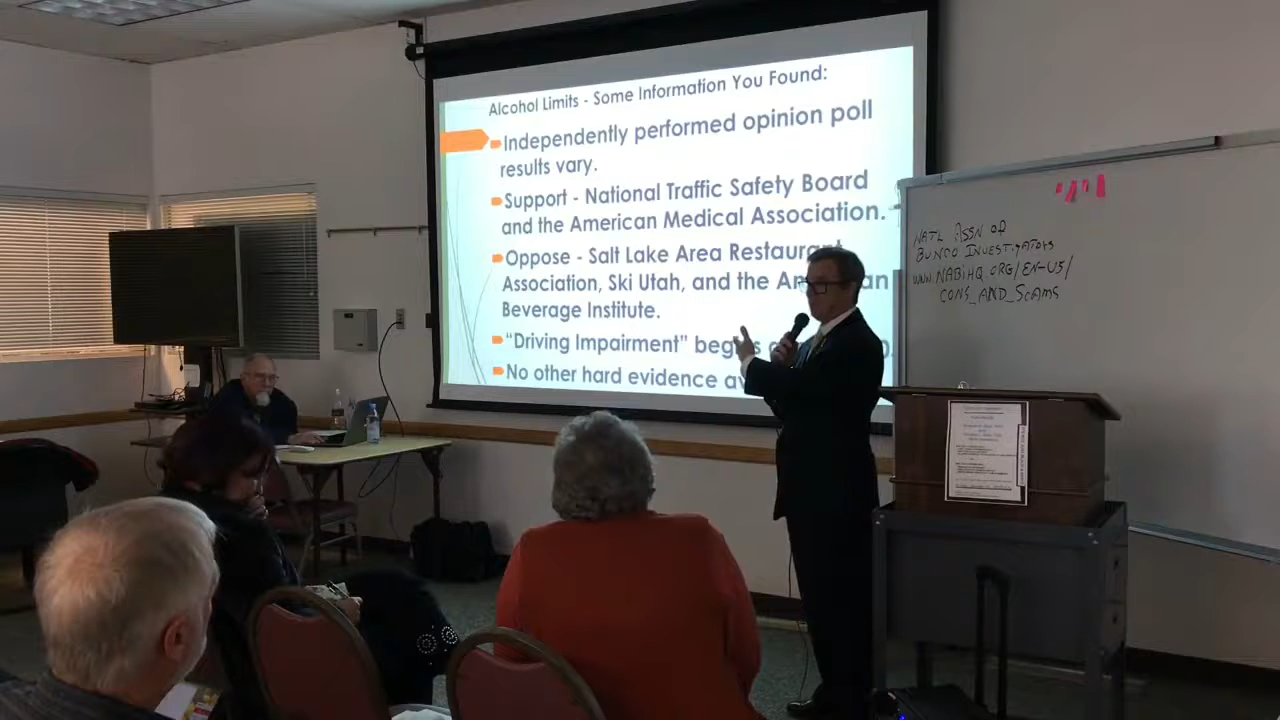 Alcohol Limits - Some Information You Found:
Independently performed opinion poll
results vary.
Support - National Traffic Safety Board
and the American Medical Association.
Oppose - Salt Lake Area Restaurant
Association, Ski Utah, and the
Beverage Institute.
"Driving Impairment"
No other hard evidence
NATL ASSN OF
BUNCO INVESTIGATORS
WWW.NABIHQ.ORG/EN-US/
CONS_AND_SCAMS